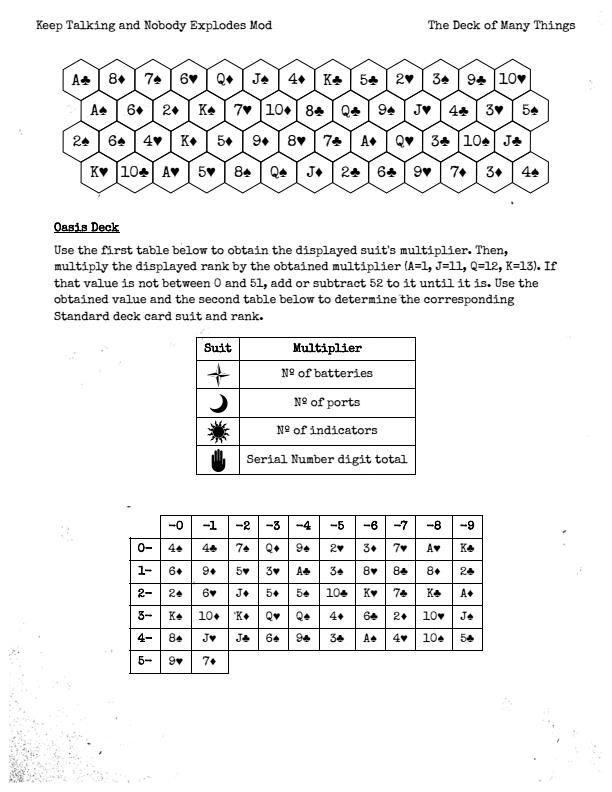 Keep Talking and Nobody Explodes Mod The Deck of Many Things
A♣ 8♦ 7♠ 6♥ Q♦ J♠ 4♦ K♣ 5♣ 2♥ 3♠ 9♣ 10♥
A♠ 6♦ 2♦ K♠ 7♥ 10♦ 8♣ Q♣ 9♠ J♥ 4♣ 3♥ 5♠
2♠ 6♠ 4♥ K♦ 5♦ 9♦ 8♥ 7♣ A♦ Q♥ 3♣ 10♠ J♣
K♥ 10♣ A♥ 5♥ 8♠ Q♠ J♦ 2♣ 6♣ 9♥ 7♦ 3♦ 4♠
Oasis Deck
Use the first table below to obtain the displayed suit's multiplier. Then,
multiply the displayed rank by the obtained multiplier (A=1, J=11, Q=12, K=13). If
that value is not between 0 and 51, add or subtract 52 to it until it is. Use the
obtained value and the second table below to determine the corresponding
Standard deck card suit and rank.
Suit Multiplier
Nº of batteries
Nº of ports
Nº of indicators
Serial Number digit total
-0 -1 -2 -3 -4 -5 -6 -7 -8 -9
0- 4♠ 4♣ 7♠ Q♦ 9♠ 2♥ 3♦ 7♥ A♥ K♣
1- 6♦ 9♦ 5♥ 3♥ A♣ 3♠ 8♥ 8♣ 8♦ 2♣
2- 2♠ 6♥ J♦ 5♦ 5♠ 10♣ K♥ 7♣ K♣ A♦
3- K♠ 10♦ K♦ Q♥ Q♠ 4♦ 6♣ 2♦ 10♥ J♠
4- 8♠ J♥ J♣ 6♠ 9♣ 3♣ A♠ 4♥ 10♠ 5♣
5- 9♥ 7♦